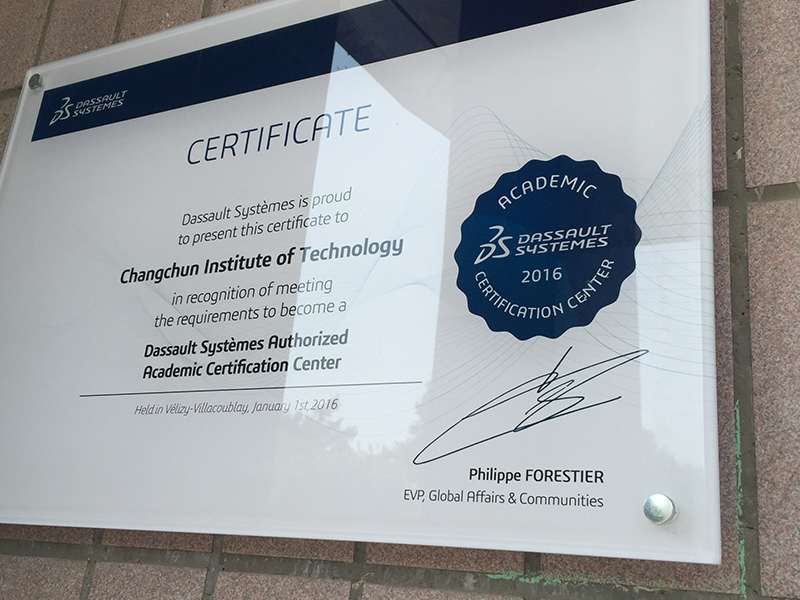 DASSAULT
SYSTEMES
CERTIFICATE
Dassault Systèmes is proud
to present this certificate to
Changchun Institute of Technology
in recognition of meeting
the requirements to become a
Dassault Systèmes Authorized
Academic Certification Center
Held in Vélizy-Villacoublay, January 1st,2016
ACADEMIC
DASSAULT
SYSTEMES
2016
CERTIFICATION CENTER
Philippe FORESTIER
EVP, Global Affairs & Communities